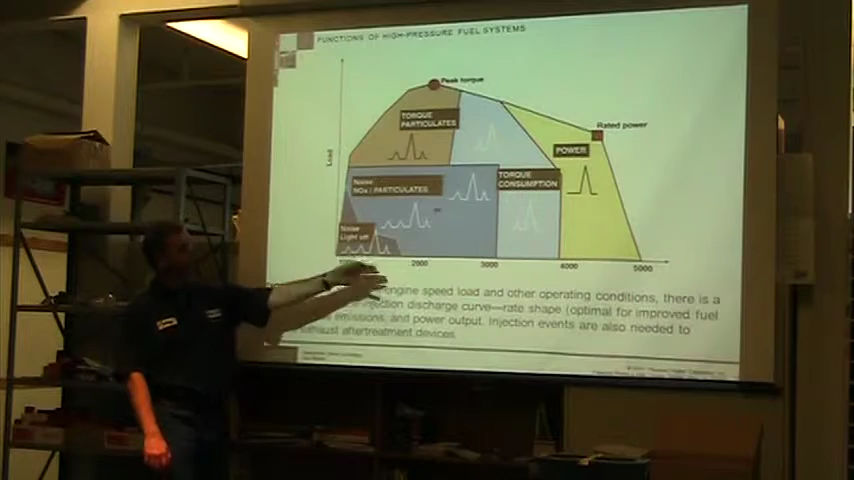 FUNCTIONS OF HIGH-PRESSURE FUEL SYSTEMS
Peak torque
TORQUE
PARTICULATES
Rated power
POWER
Load
Noise
NOx / PARTICULATES
TORQUE
CONSUMPTION
Noise
Light off
2000 3000 4000 5000
engine speed load and other operating conditions, there is a
injection discharge curve—rate shape (optimal for improved fuel
emissions, and power output. Injection events are also needed to
exhaust aftertreatment devices.